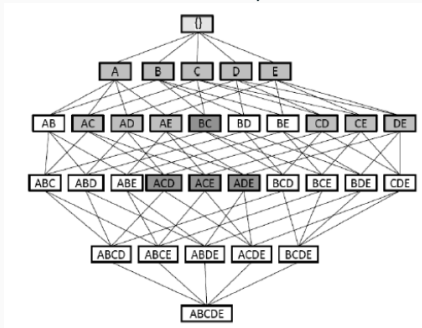 {}
A B C D E
AB AC AD AE BC BD BE CD CE DE
ABC ABD ABE ACD ACE ADE BCD BCE BDE CDE
ABCD ABCE ABDE ACDE BCDE
ABCDE